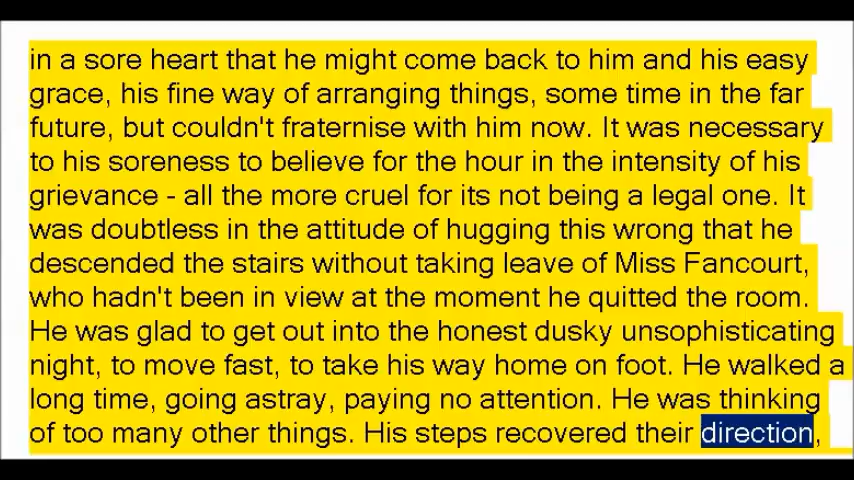 in a sore heart that he might come back to him and his easy
grace, his fine way of arranging things, some time in the far
future, but couldn't fraternise with him now. It was necessary
to his soreness to believe for the hour in the intensity of his
grievance - all the more cruel for its not being a legal one. It
was doubtless in the attitude of hugging this wrong that he
descended the stairs without taking leave of Miss Fancourt,
who hadn't been in view at the moment he quitted the room.
He was glad to get out into the honest dusky unsophisticating
night, to move fast, to take his way home on foot. He walked a
long time, going astray, paying no attention. He was thinking
of too many other things. His steps recovered their direction,